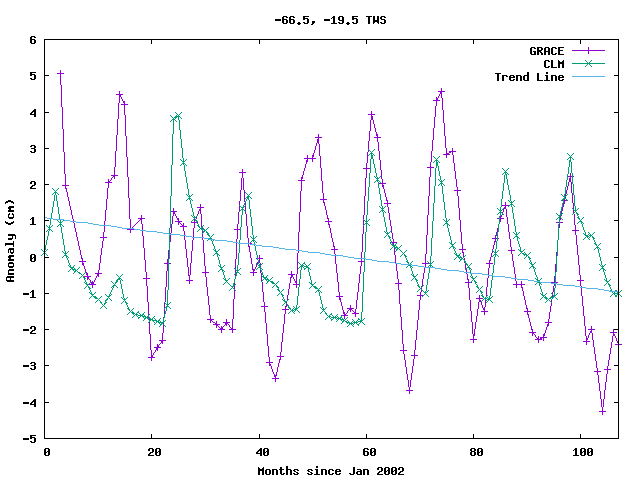 -66.5, -19.5 TWS
GRACE
CLM
Trend Line
Anomaly (cm)
6
5
4
3
2
1
0
-1
-2
-3
-4
-5
0 20 40 60 80 100
Months since Jan 2002